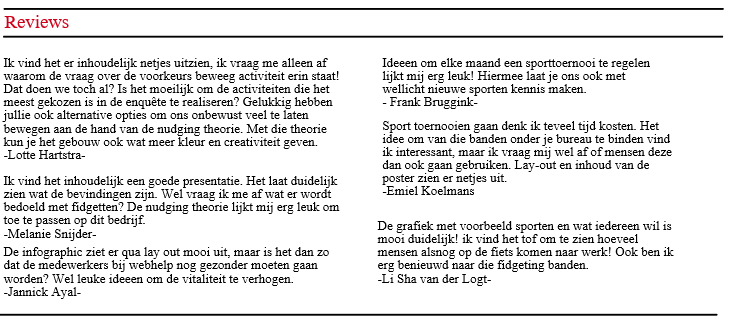 Reviews
Ik vind het er inhoudelijk netjes uitzien, ik vraag me alleen af
waarom de vraag over de voorkeurs beweeg activiteit erin staat!
Dat doen we toch al? Is het moeilijk om de activiteiten die het
meest gekozen is in de enquête te realiseren? Gelukkig hebben
jullie ook alternative opties om ons onbewust veel te laten
bewegen aan de hand van de nudging theorie. Met die theorie
kun je het gebouw ook wat meer kleur en creativiteit geven.
-Lotte Hartstra-
Ik vind het inhoudelijk een goede presentatie. Het laat duidelijk
zien wat de bevindingen zijn. Wel vraag ik me af wat er wordt
bedoeld met fidgetten? De nudging theorie lijkt mij erg leuk om
toe te passen op dit bedrijf.
-Melanie Snijder-
De infographic ziet er qua lay out mooi uit, maar is het dan zo
dat de medewerkers bij webhelp nog gezonder moeten gaan
worden? Wel leuke ideeen om de vitaliteit te verhogen.
-Jannick Ayal-
Ideeen om elke maand een sporttoernooi te regelen
lijkt mij erg leuk! Hiermee laat je ons ook met
wellicht nieuwe sporten kennis maken.
- Frank Bruggink-
Sport toernooien gaan denk ik teveel tijd kosten. Het
idee om van die banden onder je bureau te binden vind
ik interessant, maar ik vraag mij wel af of mensen deze
dan ook gaan gebruiken. Lay-out en inhoud van de
poster zien er netjes uit.
-Emiel Koelmans
De grafiek met voorbeeld sporten en wat iedereen wil is
mooi duidelijk! ik vind het tof om te zien hoeveel
mensen alsnog op de fiets komen naar werk! Ook ben ik
erg benieuwd naar die fidgeting banden.
-Li Sha van der Logt-